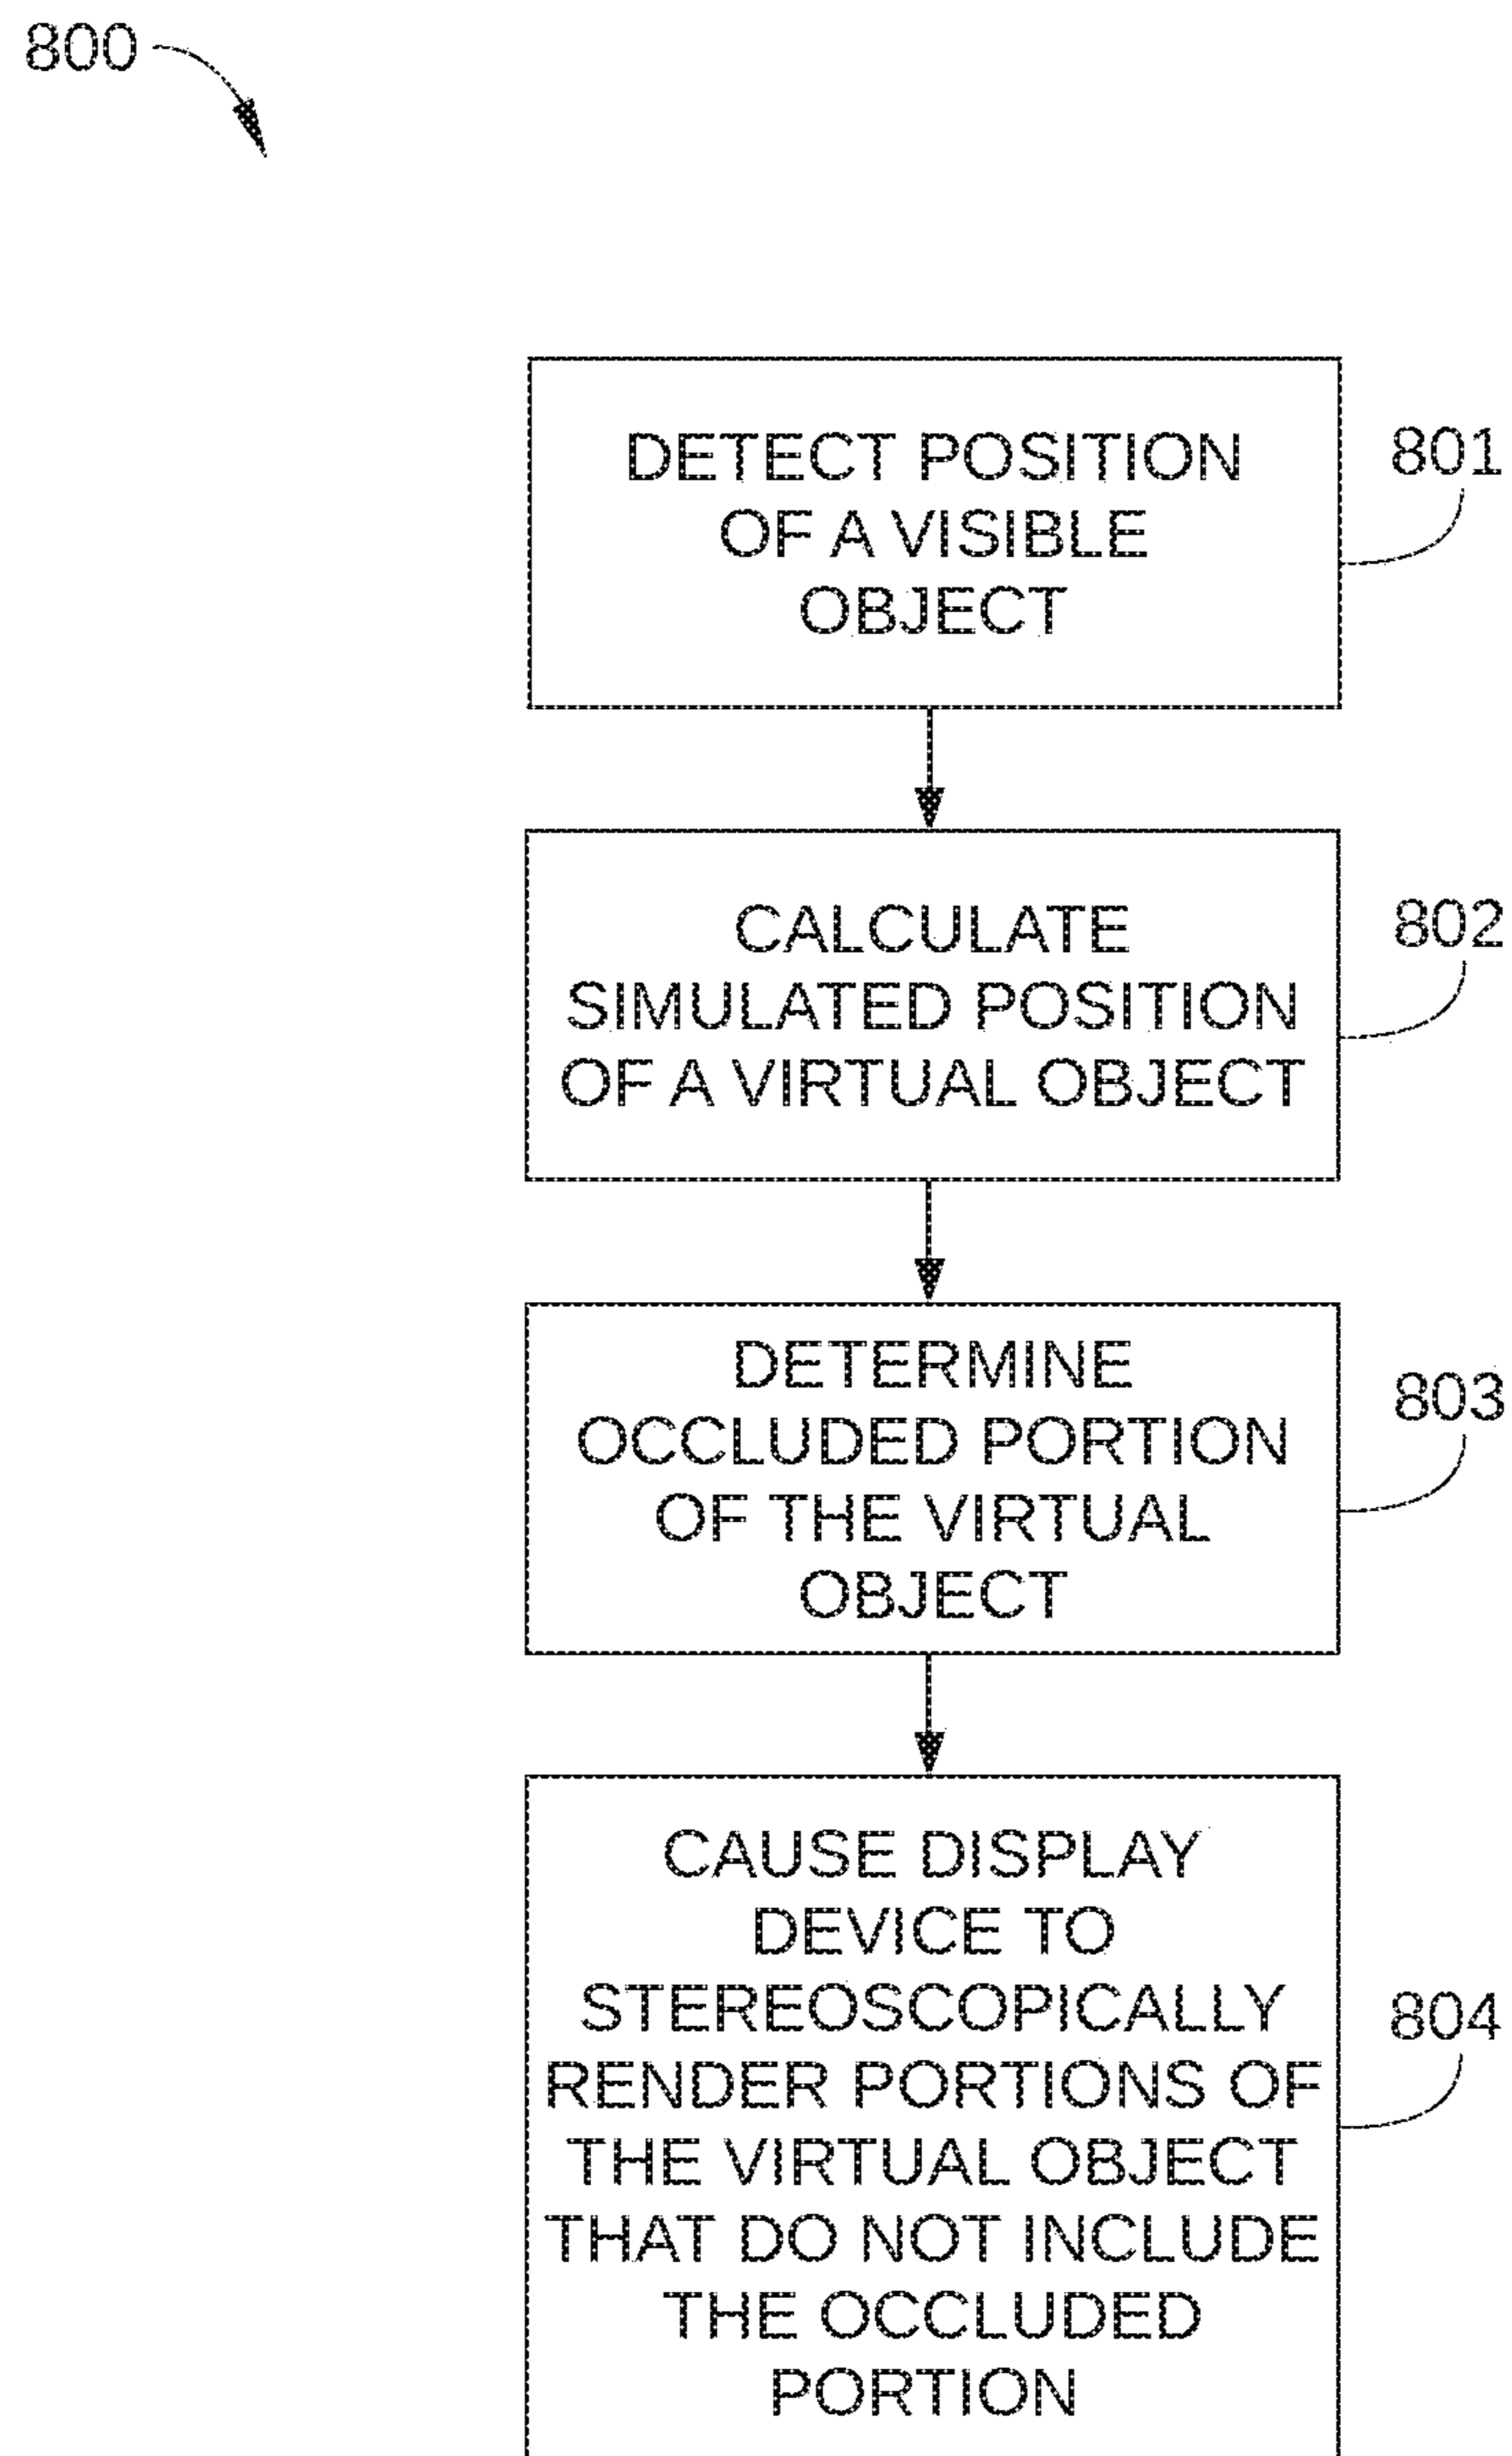 800
DETECT POSITION
OF A VISIBLE
OBJECT
801
CALCULATE
SIMULATED POSITION
OF A VIRTUAL OBJECT
802
DETERMINE
OCCLUDED PORTION
OF THE VIRTUAL
OBJECT
803
CAUSE DISPLAY
DEVICE TO
STEREOSCOPICALLY
RENDER PORTIONS OF
THE VIRTUAL OBJECT
THAT DO NOT INCLUDE
THE OCCLUDED
PORTION
804